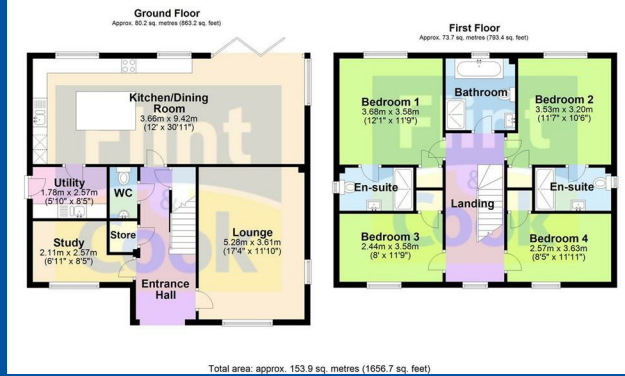 Ground Floor
Approx. 80.2 sq. metres (863.2 sq. feet)
Kitchen/Dining
Room
3.66m x 9.42m
(12' x 30'11")
Utility
1.78m x 2.57m
(5'10" x 8'5")
WC
Store
Study
2.11m x 2.57m
(6'11" x 8'5")
Lounge
5.28m x 3.61m
(17'4" x 11'10")
Entrance
Hall
First Floor
Approx. 73.7 sq. metres (793.4 sq. feet)
Bedroom 1
3.68m x 3.58m
(12'1" x 11'9")
Bathroom
Bedroom 2
3.53m x 3.20m
(11'7" x 10'6")
En-suite
Landing
En-suite
Bedroom 3
2.44m x 3.58m
(8' x 11'9")
Bedroom 4
2.57m x 3.63m
(8'5" x 11'11")
Flint
&
Cook
Flint
&
Cook
Total area: approx. 153.9 sq. metres (1656.7 sq. feet)